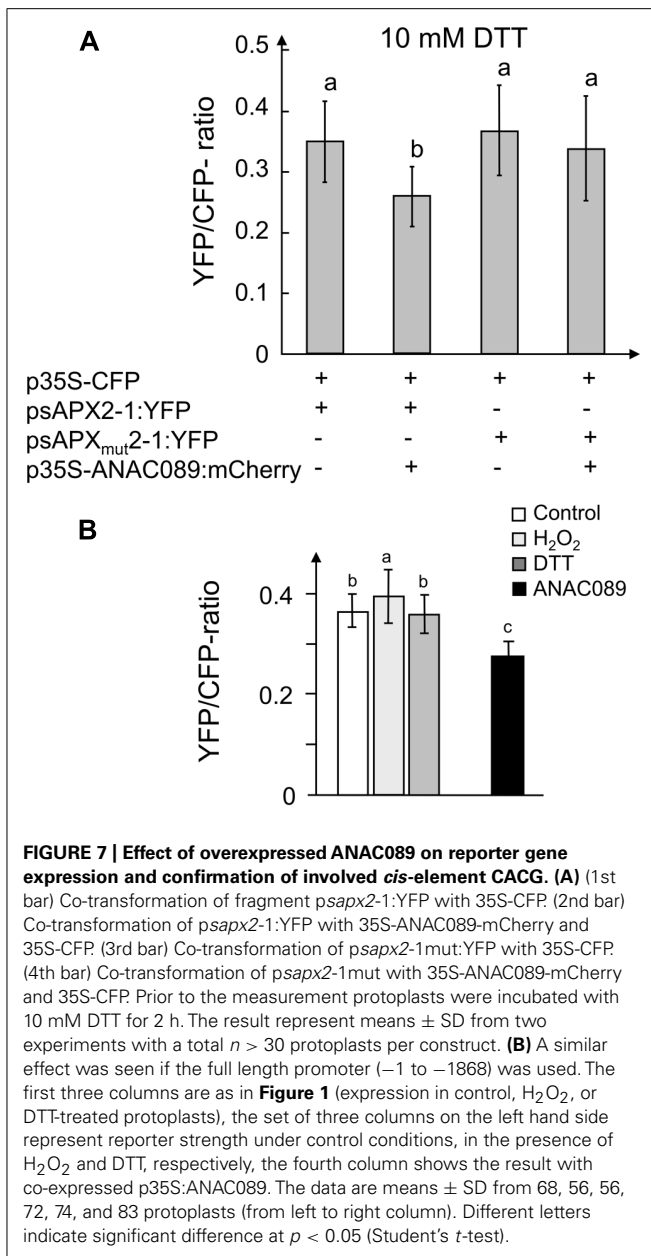 A
10 mM DTT
YFP/CFP- ratio
0.5
0.4
0.3
0.2
0.1
0
a
b
a
a
p35S-CFP + + + +
psAPX2-1:YFP + + - -
psAPXmut2-1:YFP - - + +
p35S-ANAC089:mCherry - + - +
B
Control
H₂O₂
DTT
ANAC089
YFP/CFP-ratio
0.4
0.2
0
b
a
b
c
FIGURE 7 | Effect of overexpressed ANAC089 on reporter gene
expression and confirmation of involved cis-element CACG. (A) (1st
bar) Co-transformation of fragment psapx2-1:YFP with 35S-CFP. (2nd bar)
Co-transformation of psapx2-1:YFP with 35S-ANAC089-mCherry and
35S-CFP. (3rd bar) Co-transformation of psapx2-1mut:YFP with 35S-CFP.
(4th bar) Co-transformation of psapx2-1mut with 35S-ANAC089-mCherry
and 35S-CFP. Prior to the measurement protoplasts were incubated with
10 mM DTT for 2 h. The result represent means ± SD from two
experiments with a total n > 30 protoplasts per construct. (B) A similar
effect was seen if the full length promoter (−1 to −1868) was used. The
first three columns are as in Figure 1 (expression in control, H₂O₂, or
DTT-treated protoplasts), the set of three columns on the left hand side
represent reporter strength under control conditions, in the presence of
H₂O₂ and DTT, respectively, the fourth column shows the result with
co-expressed p35S:ANAC089. The data are means ± SD from 68, 56, 56,
72, 74, and 83 protoplasts (from left to right column). Different letters
indicate significant difference at p < 0.05 (Student's t-test).